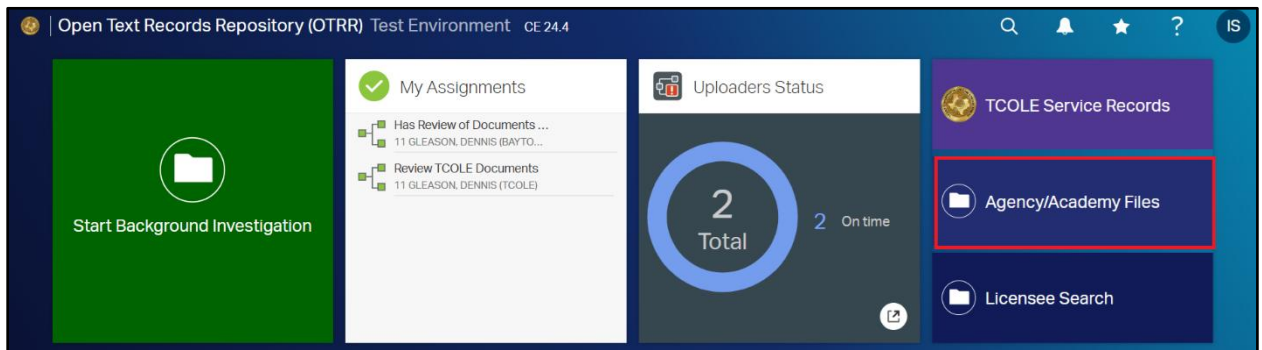 Open Text Records Repository (OTRR) Test Environment CE 24.4
? IS
Start Background Investigation
My Assignments
Has Review of Documents ...
11 GLEASON, DENNIS (BAYTO...
Review TCOLE Documents
11 GLEASON, DENNIS (TCOLE)
Uploaders Status
2
Total
2 On time
TCOLE Service Records
Agency/Academy Files
Licensee Search